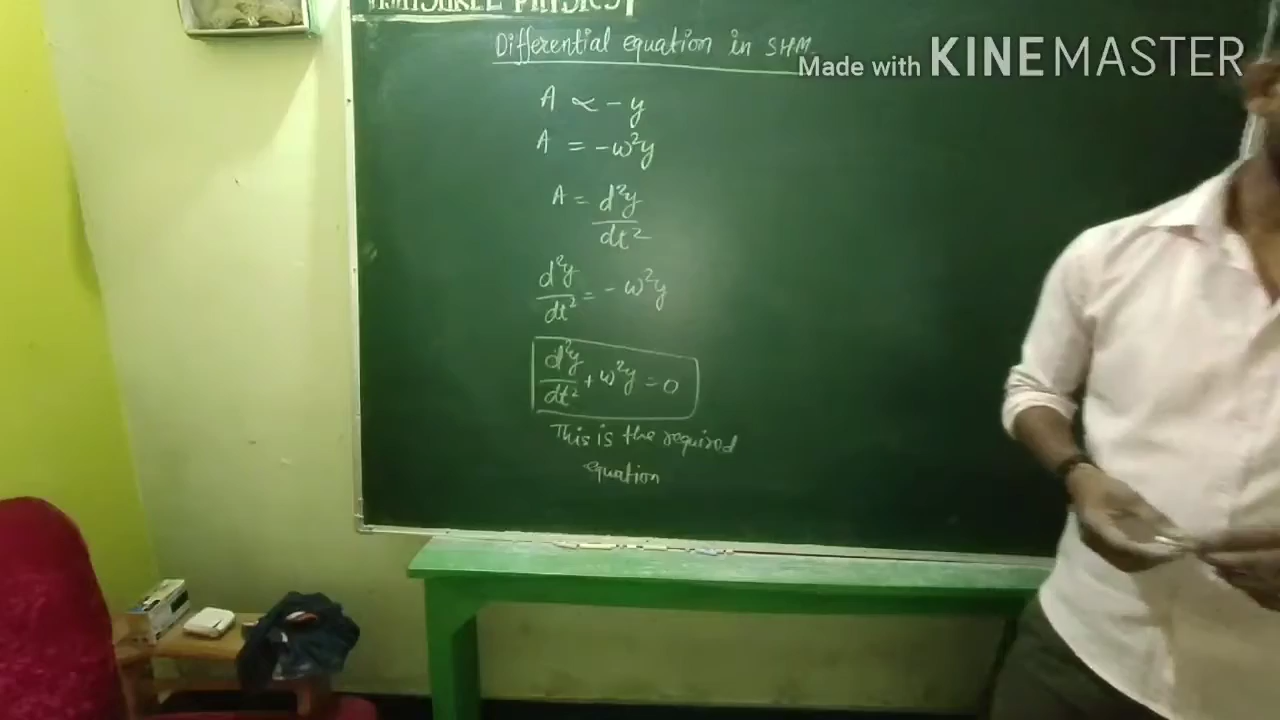 PHYSICS
Differential equation in SHM
Made with KINEMASTER
A ∝ - y
A = -ω²y
A = d²y/dt²
d²y/dt² = - ω²y
d²y/dt² + ω²y = 0
This is the required
equation